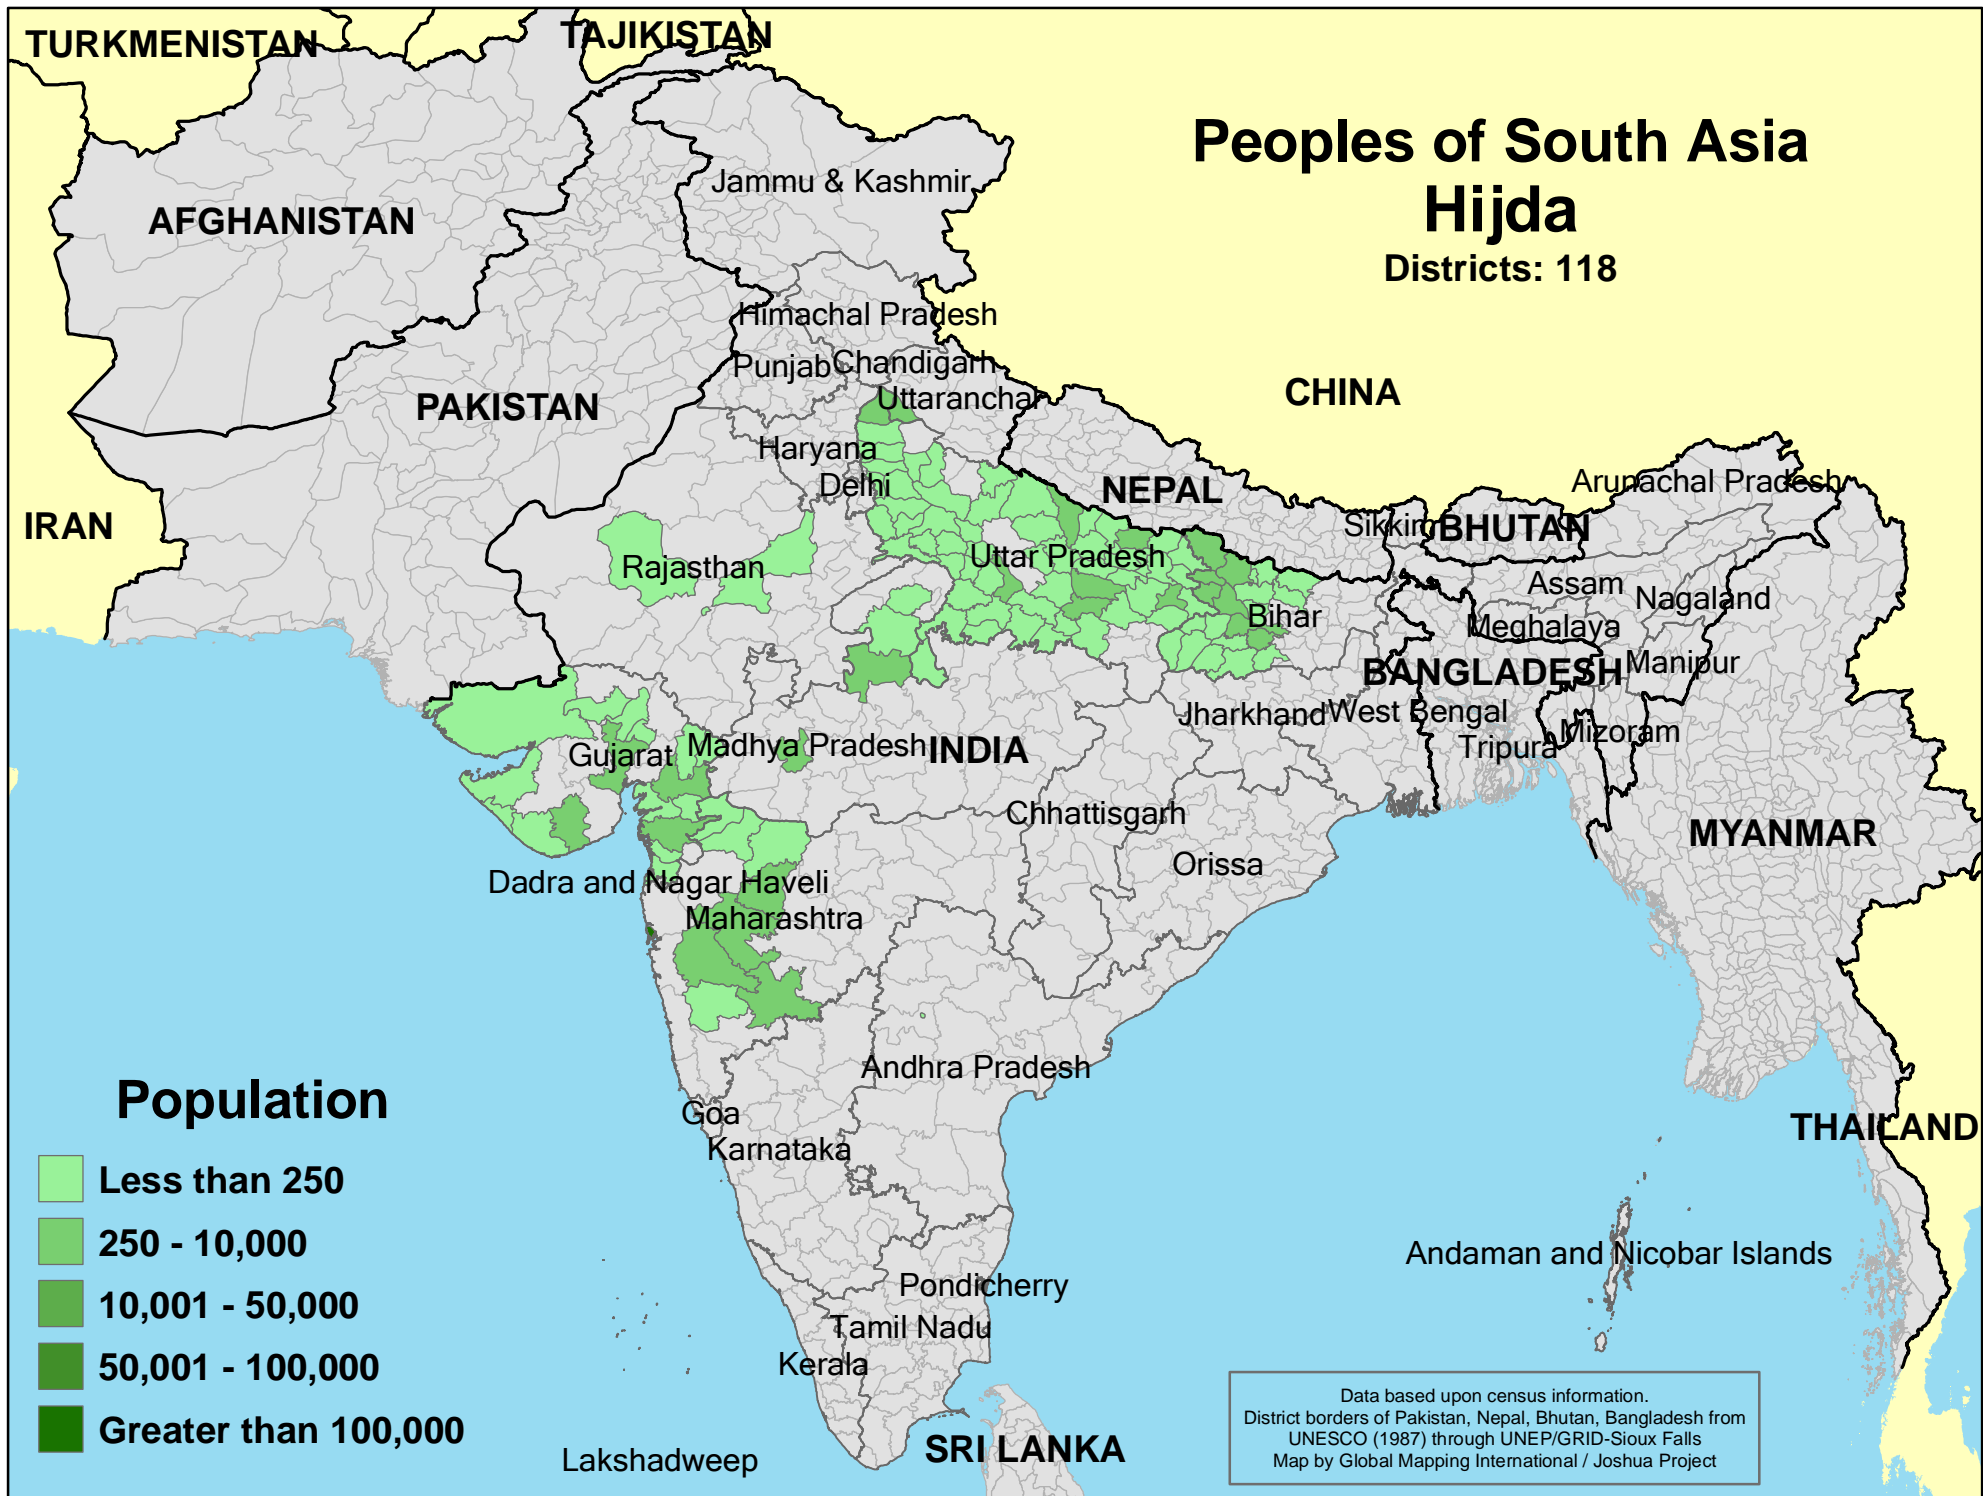 TURKMENISTAN
TAJIKISTAN
Peoples of South Asia
Hijda
Districts: 118
Jammu & Kashmir
AFGHANISTAN
Himachal Pradesh
Punjab
Chandigarh
Uttaranchal
CHINA
PAKISTAN
Haryana
Delhi
NEPAL
Arunachal Pradesh
IRAN
Sikkim
BHUTAN
Rajasthan
Uttar Pradesh
Assam
Nagaland
Bihar
Meghalaya
BANGLADESH
Manipur
Jharkhand
West Bengal
Gujarat
Madhya Pradesh
INDIA
Tripura
Mizoram
Chhattisgarh
MYANMAR
Orissa
Dadra and Nagar Haveli
Maharashtra
Andhra Pradesh
Population
Goa
Karnataka
THAILAND
Less than 250
250 - 10,000
10,001 - 50,000
50,001 - 100,000
Greater than 100,000
Andaman and Nicobar Islands
Pondicherry
Tamil Nadu
Kerala
Lakshadweep
SRI LANKA
Data based upon census information.
District borders of Pakistan, Nepal, Bhutan, Bangladesh from
UNESCO (1987) through UNEP/GRID-Sioux Falls
Map by Global Mapping International / Joshua Project